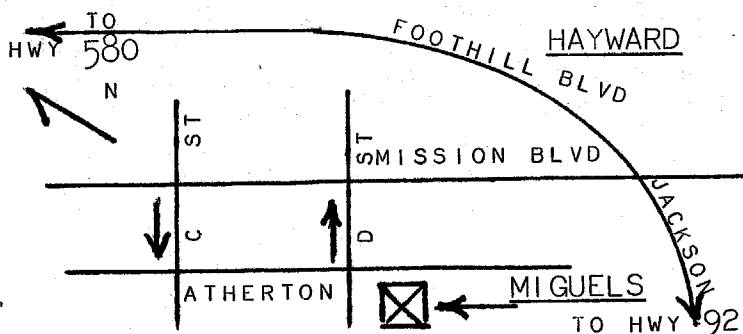 TO
HWY 580
FOOTHILL BLVD
HAYWARD
N
ST
ST
MISSION BLVD
C
D
JACKSON
ATHERTON
MIGUELS
TO HWY 92